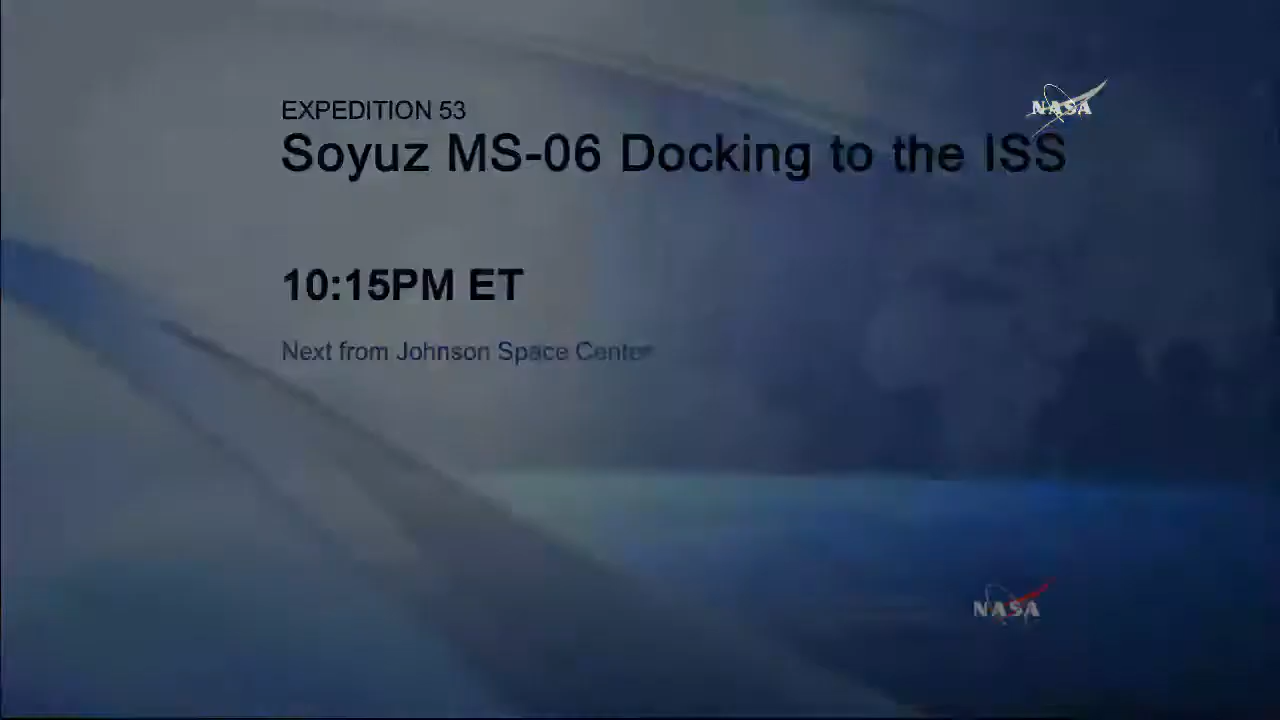 EXPEDITION 53
NASA
Soyuz MS-06 Docking to the ISS
10:15PM ET
Next from Johnson Space Center
NASA